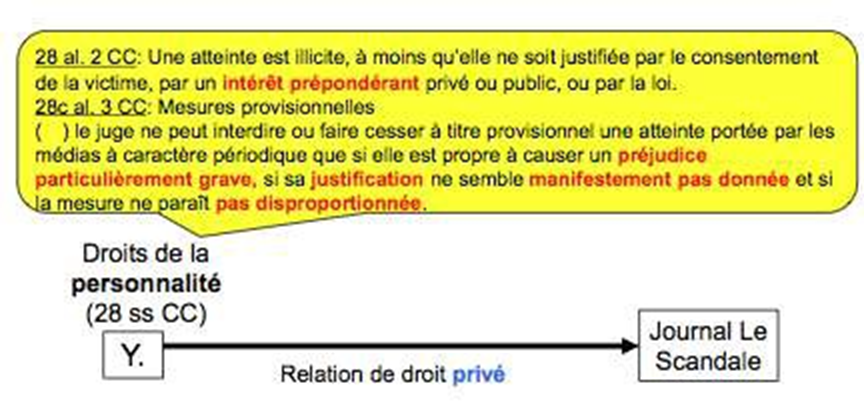 28 al. 2 CC: Une atteinte est illicite, à moins qu'elle ne soit justifiée par le consentement
de la victime, par un intérêt prépondérant privé ou public, ou par la loi.
28c al. 3 CC: Mesures provisionnelles
( ) le juge ne peut interdire ou faire cesser à titre provisionnel une atteinte portée par les
médias à caractère périodique que si elle est propre à causer un préjudice
particulièrement grave, si sa justification ne semble manifestement pas donnée et si
la mesure ne paraît pas disproportionnée.
Droits de la
personnalité
(28 ss CC)
Y.
Relation de droit privé
Journal Le
Scandale